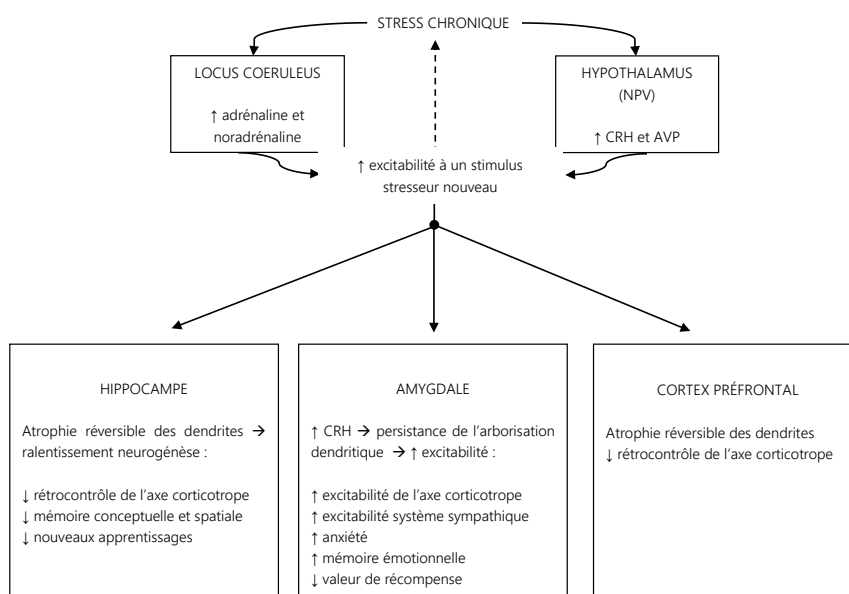 STRESS CHRONIQUE
LOCUS COERULEUS
↑ adrénaline et
noradrénaline
HYPOTHALAMUS
(NPV)
↑ CRH et AVP
↑ excitabilité à un stimulus
stresseur nouveau
HIPPOCAMPE
Atrophie réversible des dendrites →
ralentissement neurogénèse :
↓ rétrocontrôle de l'axe corticotrope
↓ mémoire conceptuelle et spatiale
↓ nouveaux apprentissages
AMYGDALE
↑ CRH → persistance de l'arborisation
dendritique → ↑ excitabilité :
↑ excitabilité de l'axe corticotrope
↑ excitabilité système sympathique
↑ anxiété
↑ mémoire émotionnelle
↓ valeur de récompense
CORTEX PRÉFRONTAL
Atrophie réversible des dendrites
↓ rétrocontrôle de l'axe corticotrope